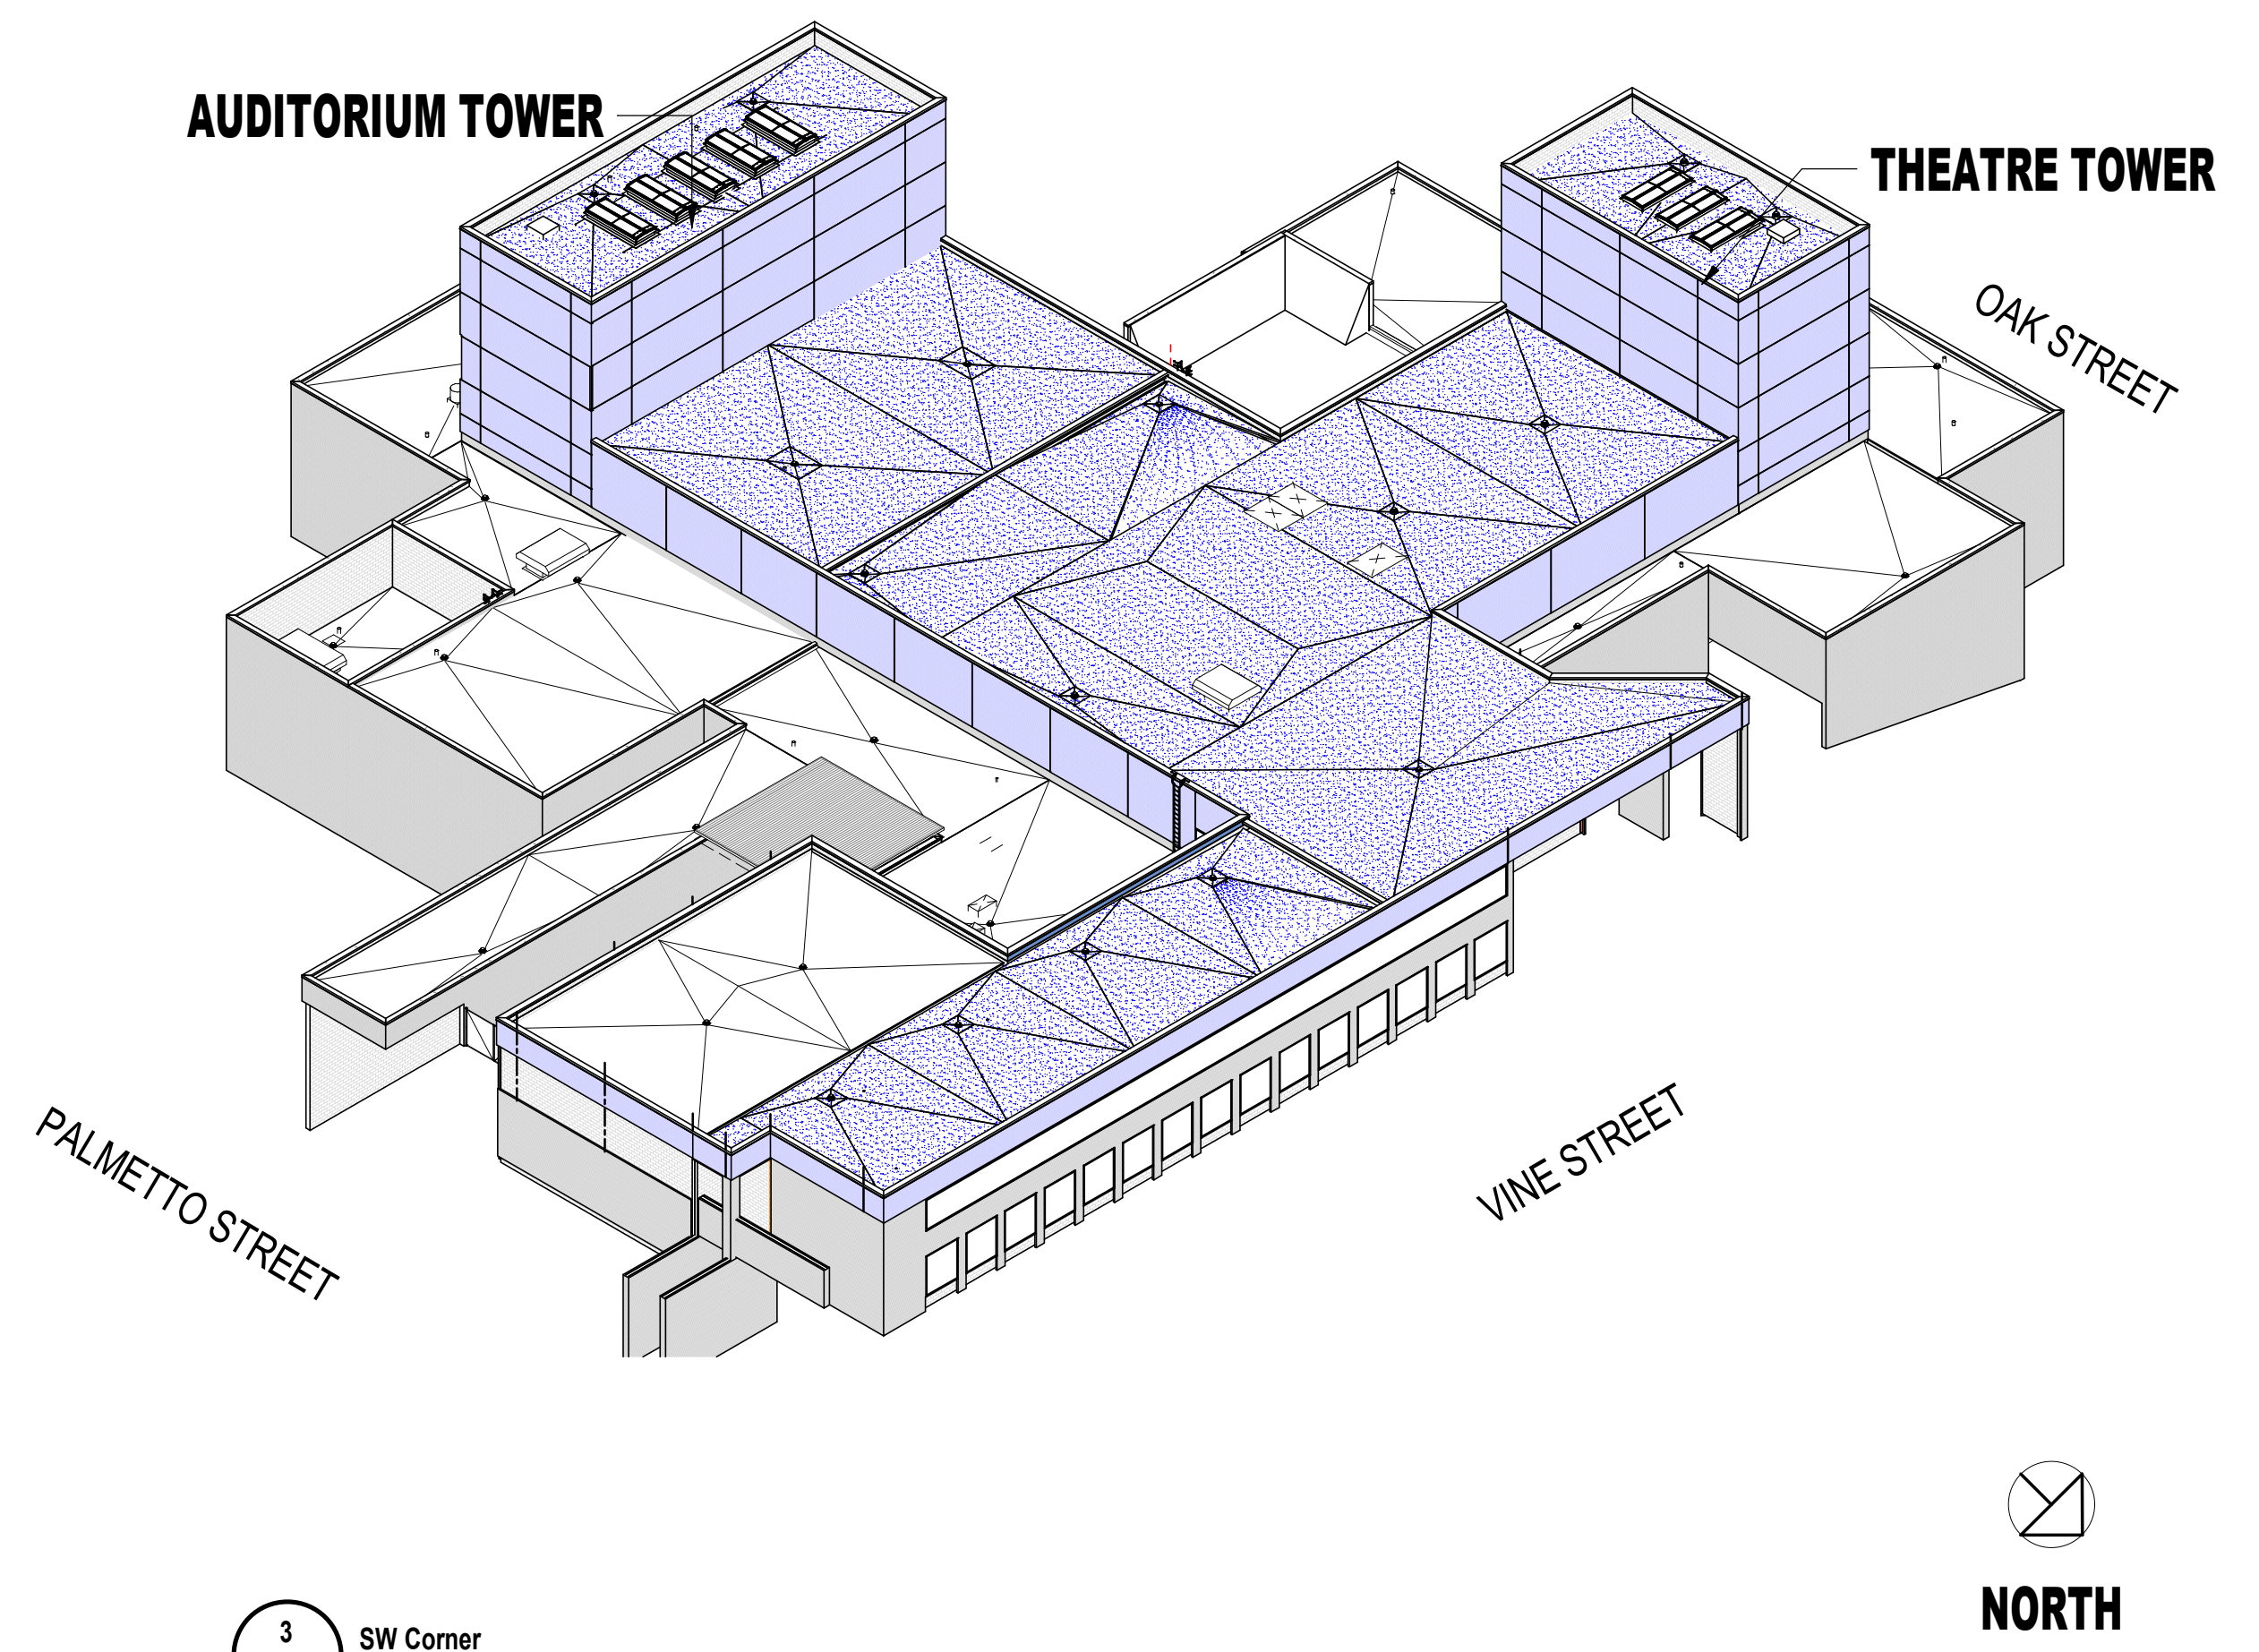 AUDITORIUM TOWER
THEATRE TOWER
OAK STREET
PALMETTO STREET
VINE STREET
NORTH
3
SW Corner